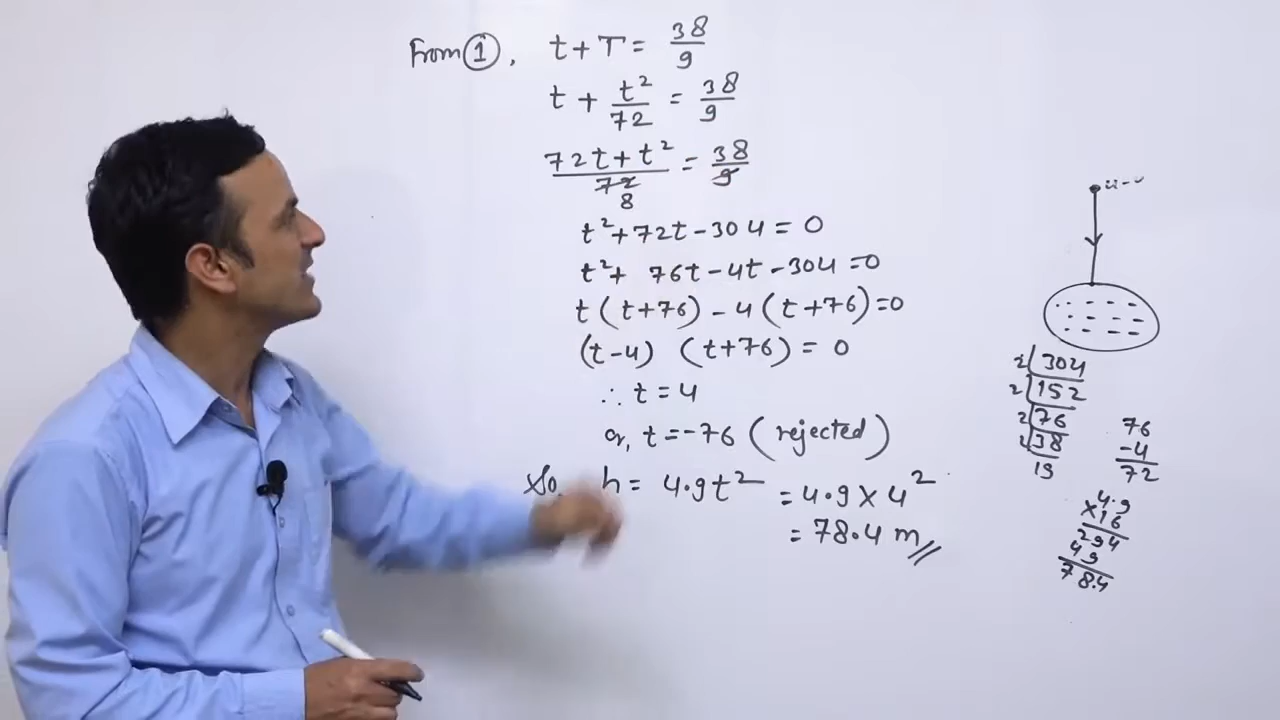 From ①, t + T = 38/9
t + t²/72 = 38/9
(72t + t²)/72 = 38/9
8
t² + 72t - 304 = 0
t² + 76t - 4t - 304 = 0
t(t+76) - 4(t+76) = 0
(t-4) (t+76) = 0
∴ t = 4
or, t = -76 (rejected)
So, h = 4.9t² = 4.9 × 4²
= 78.4 m
2 304
2 152
2 76
2 38
19
76
-4
72
4.9
×16
294
49
78.4